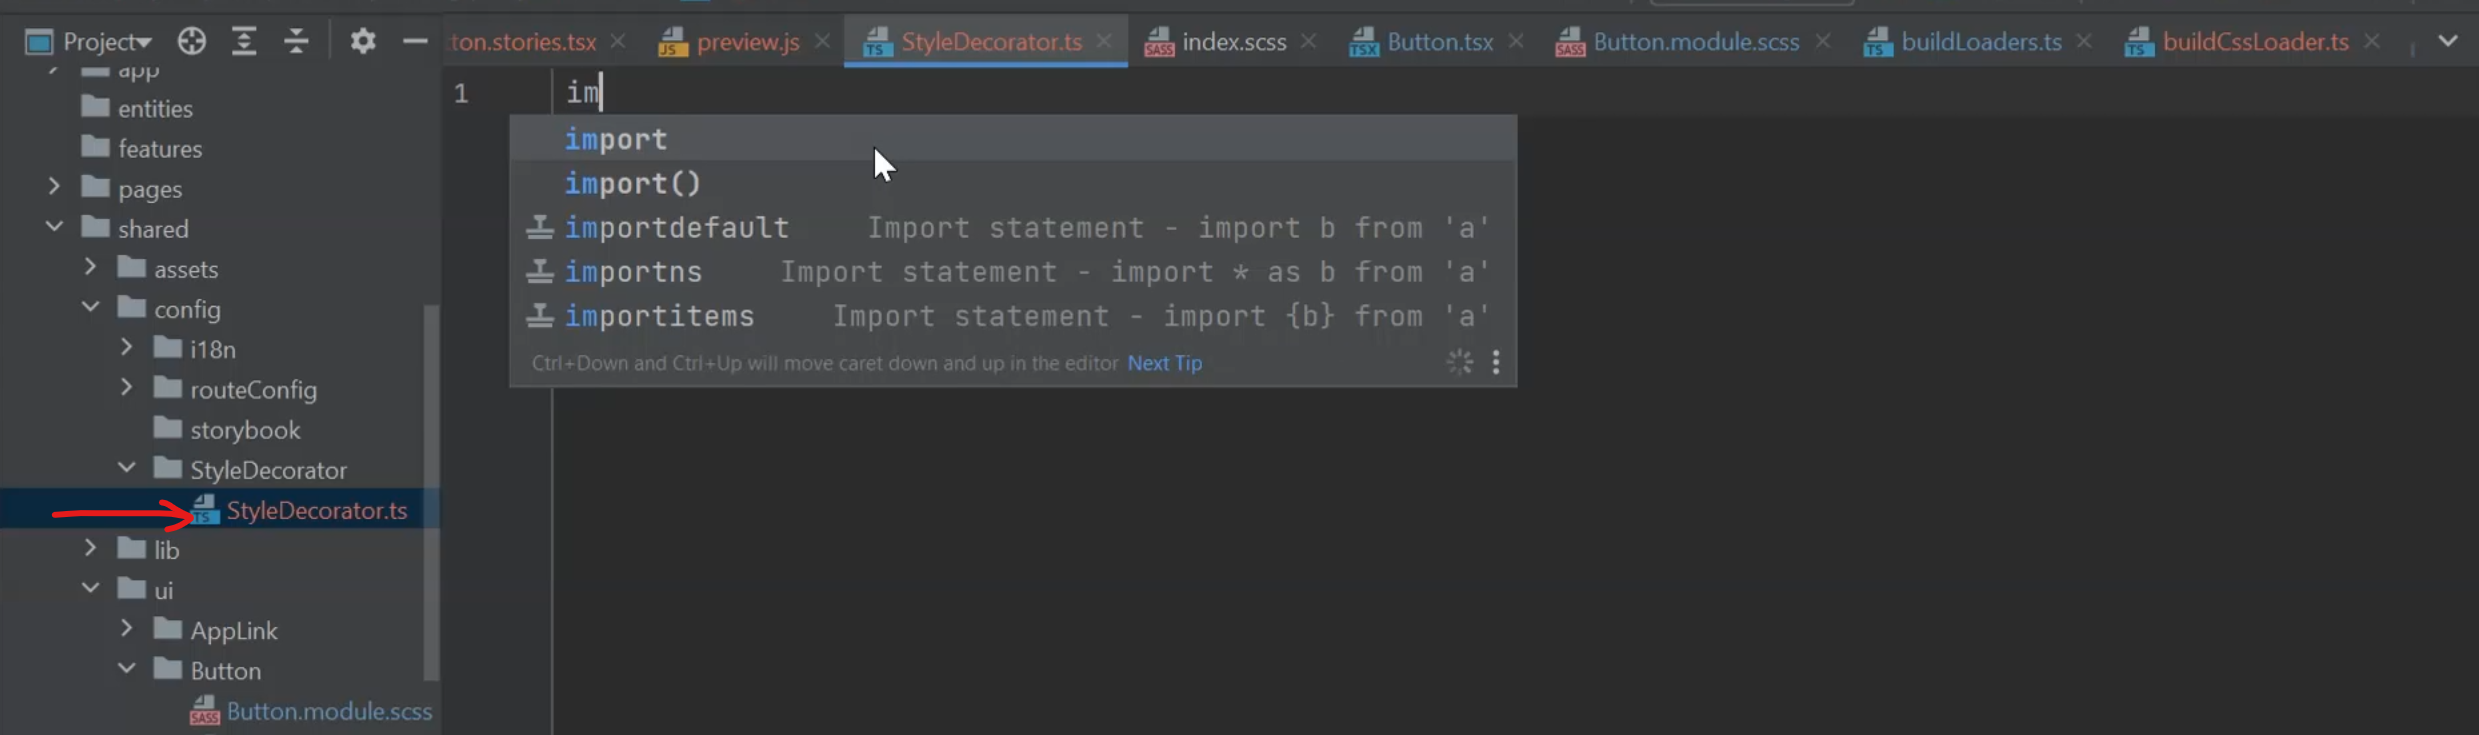 Project
ton.stories.tsx
preview.js
StyleDecorator.ts
index.scss
Button.tsx
Button.module.scss
buildLoaders.ts
buildCssLoader.ts
app
entities
features
pages
shared
assets
config
i18n
routeConfig
storybook
StyleDecorator
StyleDecorator.ts
lib
ui
AppLink
Button
Button.module.scss
1 im
import
import()
importdefault Import statement - import b from 'a'
importns Import statement - import * as b from 'a'
importitems Import statement - import {b} from 'a'
Ctrl+Down and Ctrl+Up will move caret down and up in the editor Next Tip